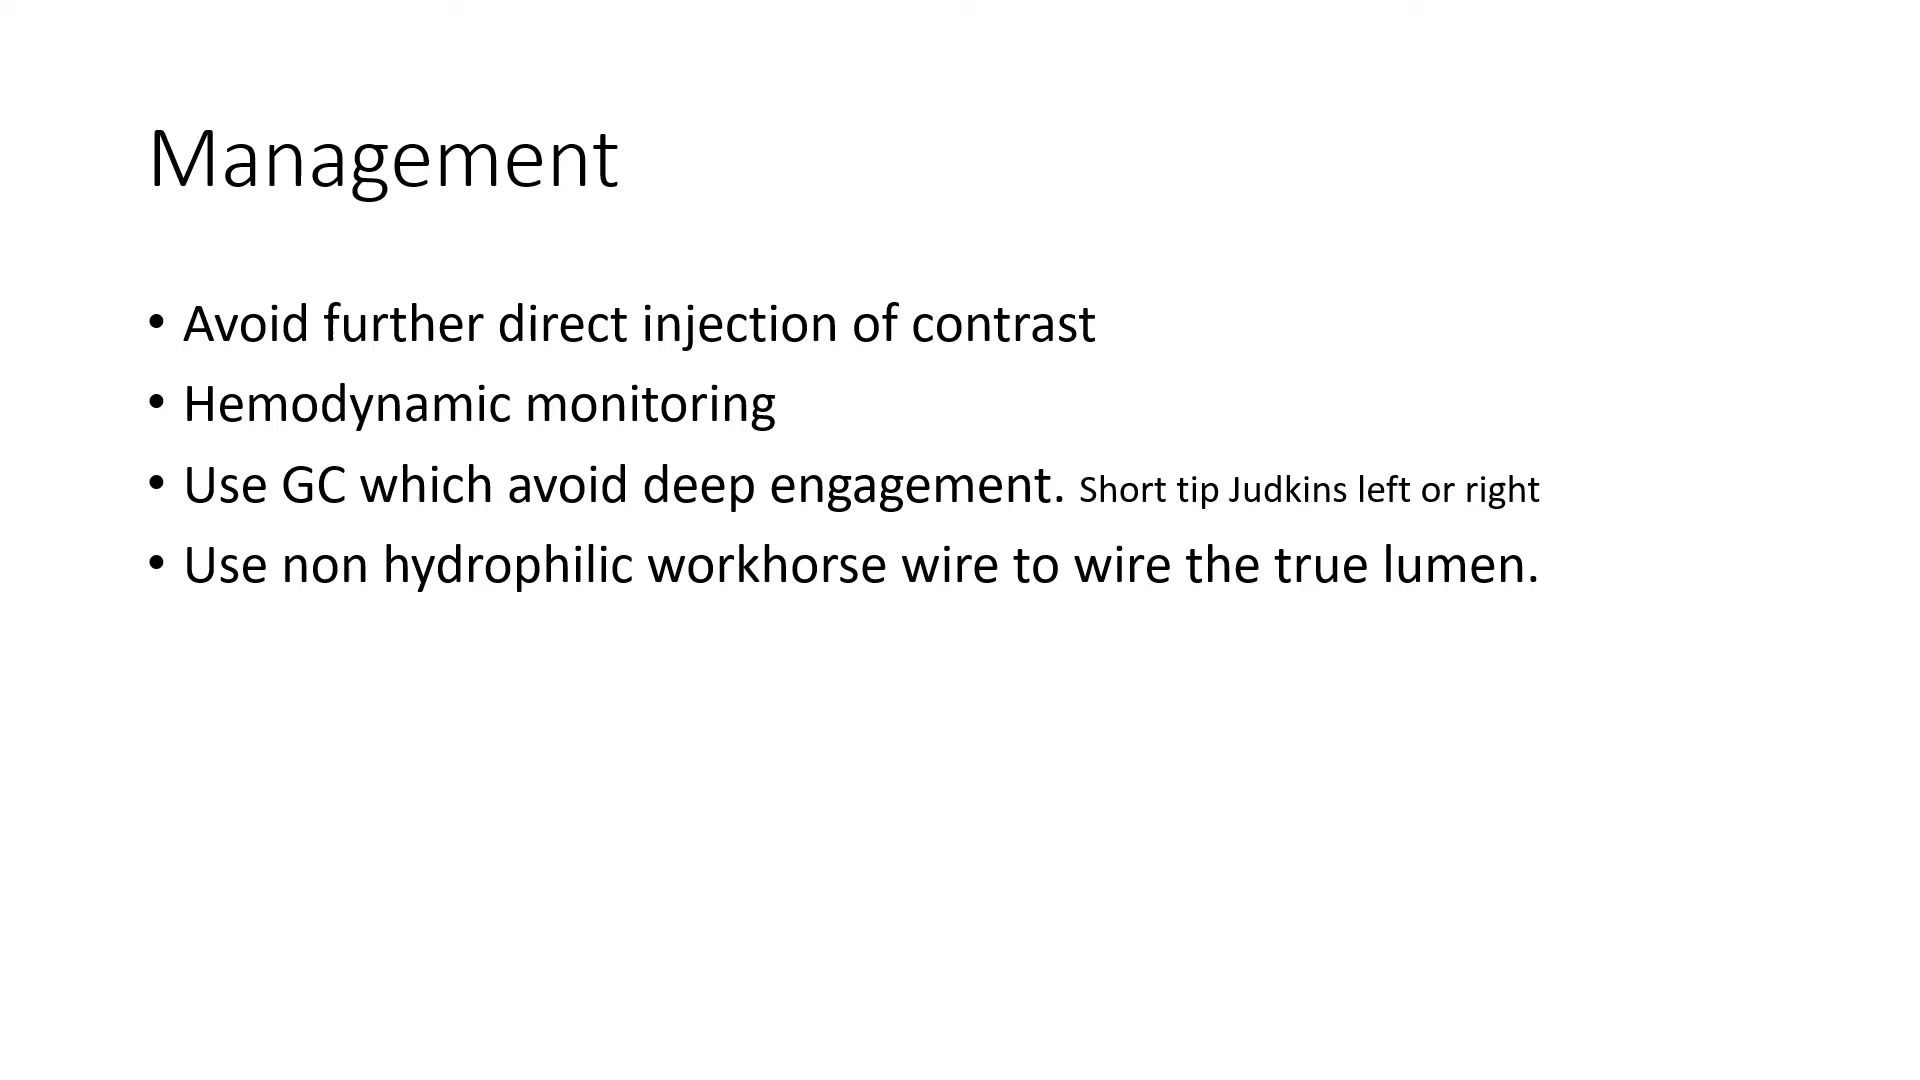 Management
• Avoid further direct injection of contrast
• Hemodynamic monitoring
• Use GC which avoid deep engagement. Short tip Judkins left or right
• Use non hydrophilic workhorse wire to wire the true lumen.